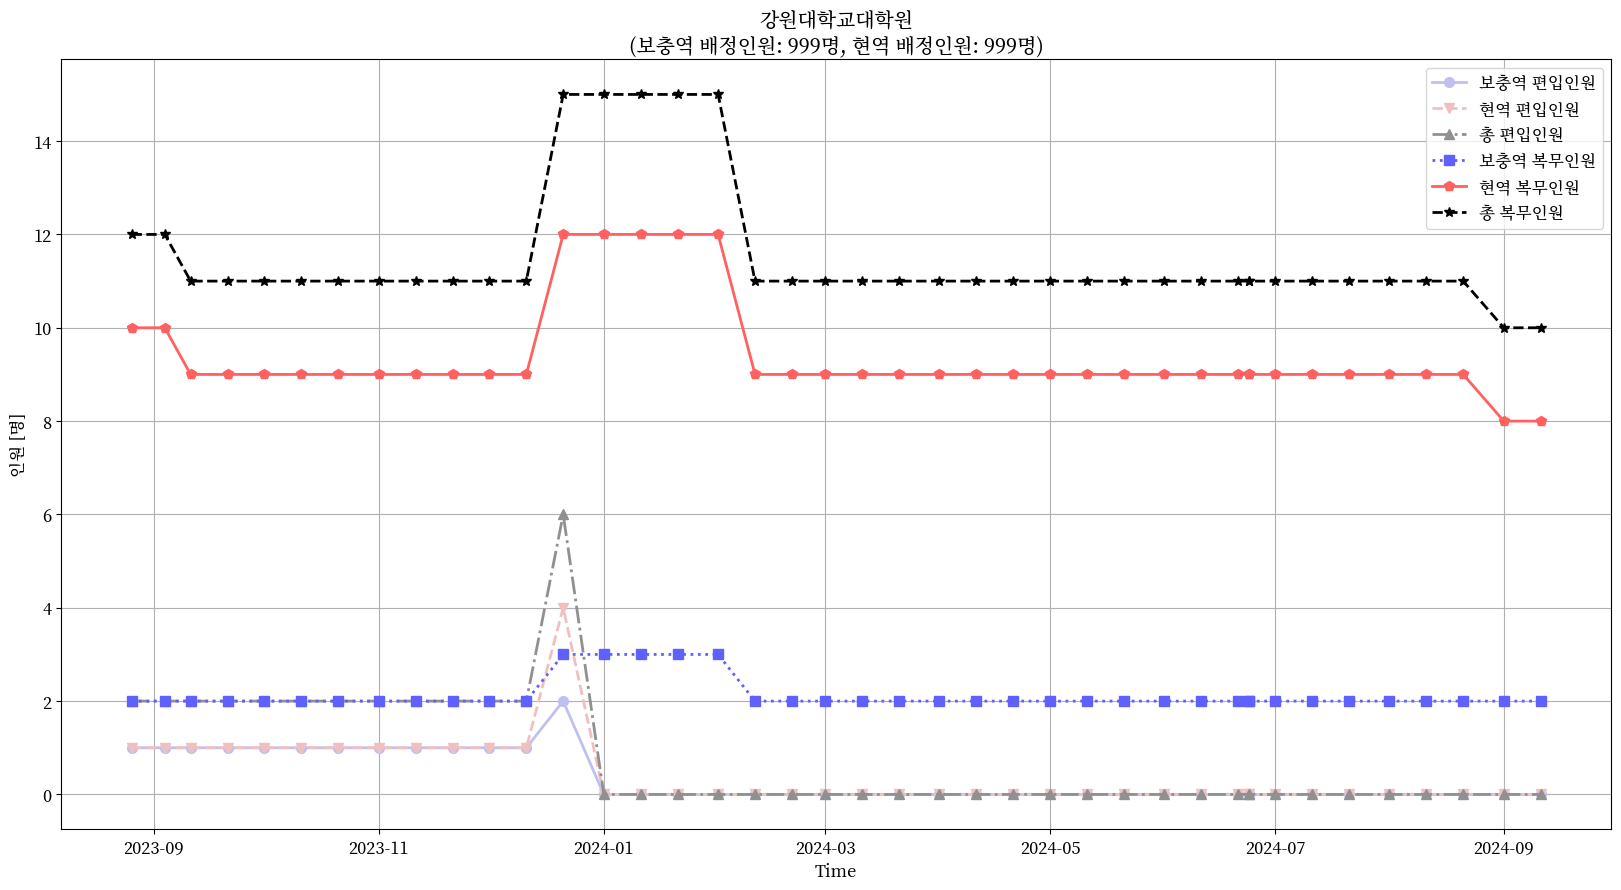 강원대학교대학원
(보충역 배정인원: 999명, 현역 배정인원: 999명)
보충역 편입인원
현역 편입인원
총 편입인원
보충역 복무인원
현역 복무인원
총 복무인원
인원 [명]
14
12
10
8
6
4
2
0
2023-09
2023-11
2024-01
2024-03
2024-05
2024-07
2024-09
Time